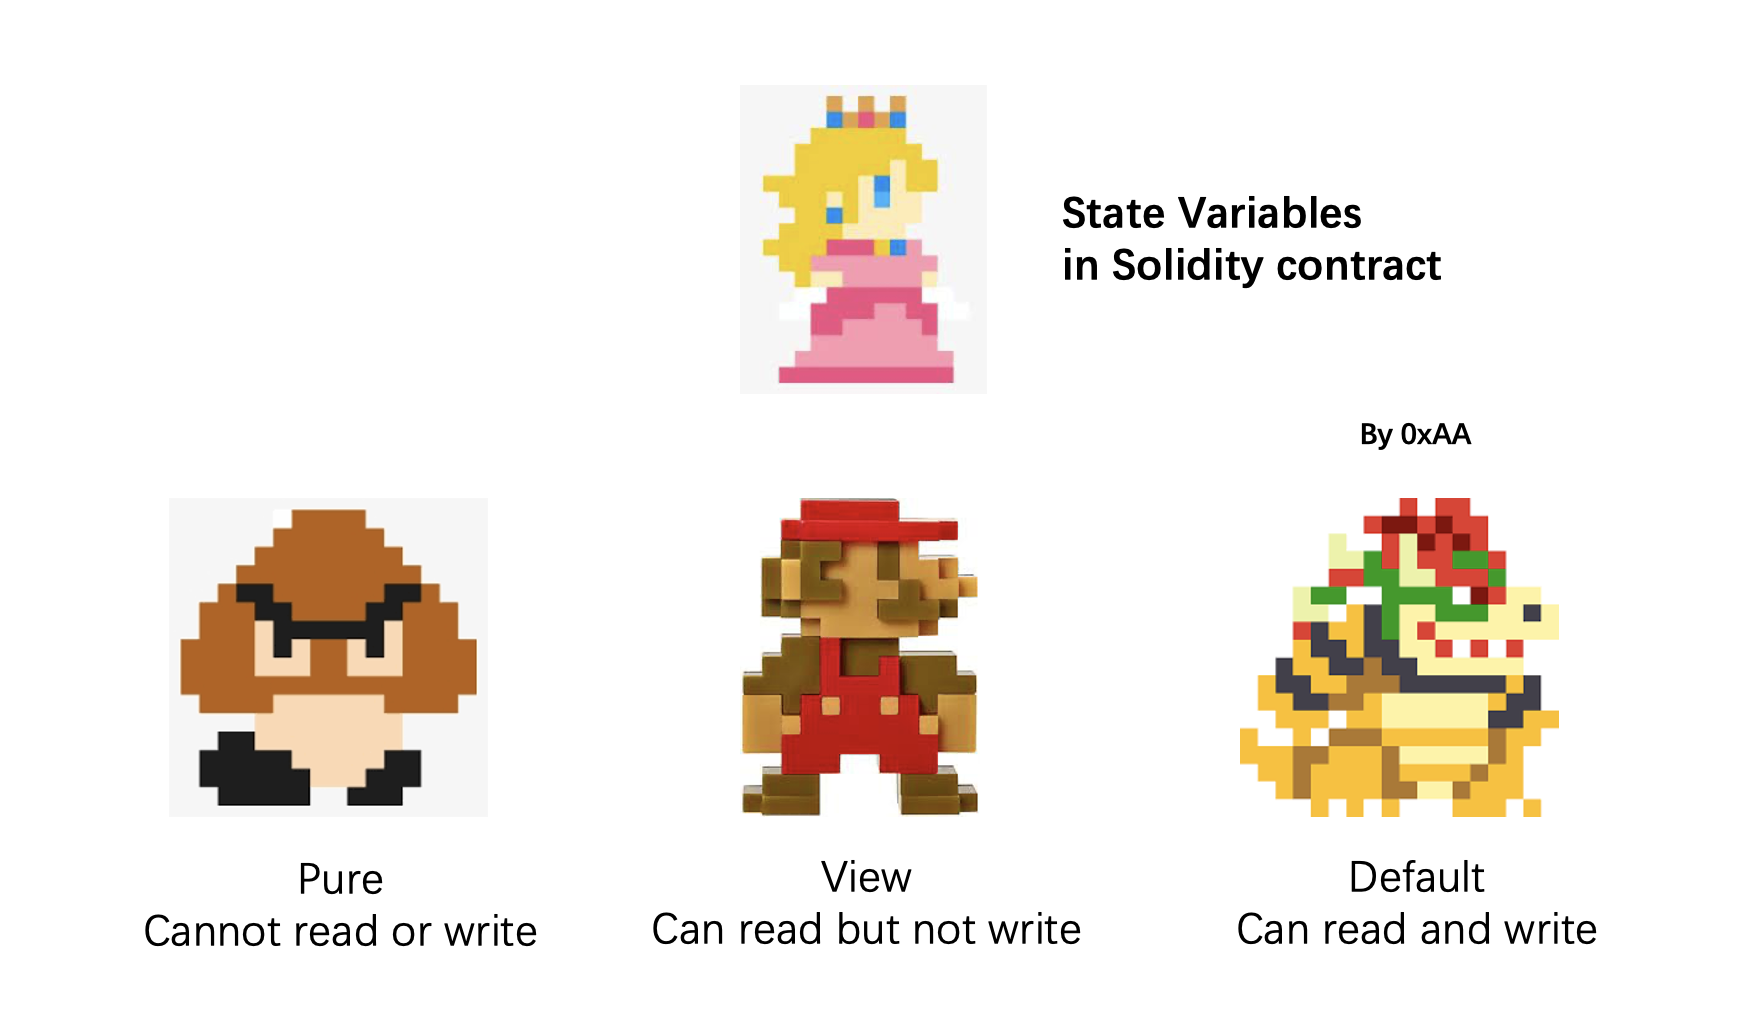 State Variables
in Solidity contract
By 0xAA
Pure
Cannot read or write
View
Can read but not write
Default
Can read and write